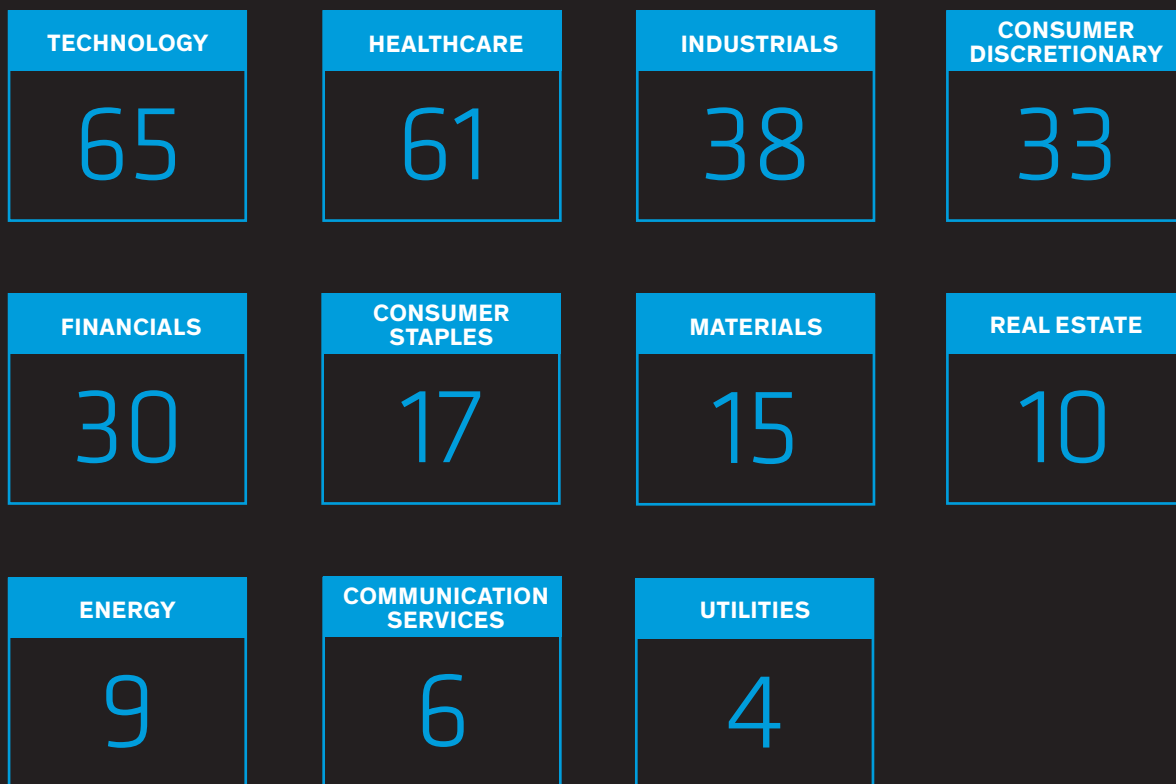 TECHNOLOGY
65
HEALTHCARE
61
INDUSTRIALS
38
CONSUMER
DISCRETIONARY
33
FINANCIALS
30
CONSUMER
STAPLES
17
MATERIALS
15
REAL ESTATE
10
ENERGY
9
COMMUNICATION
SERVICES
6
UTILITIES
4